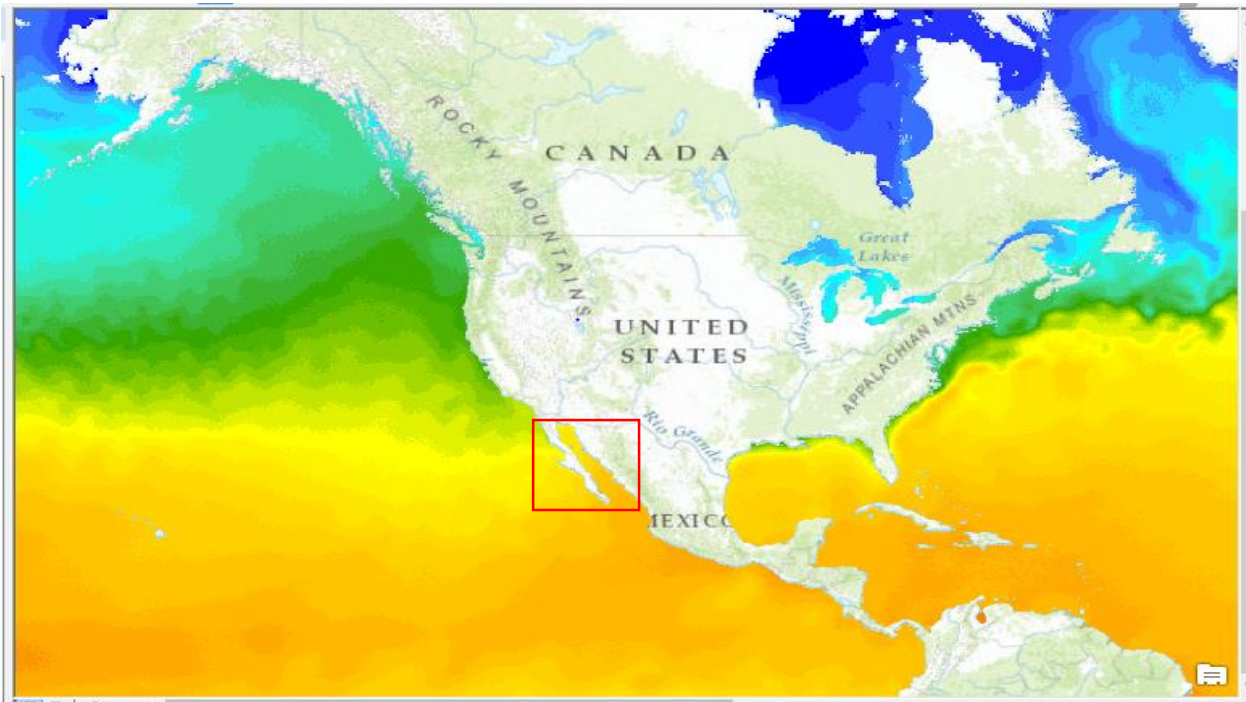 ROCKY MOUNTAINS
CANADA
Great
Lakes
Mississippi
UNITED
STATES
APPALACHIAN MTNS
Rio Grande
MEXICO